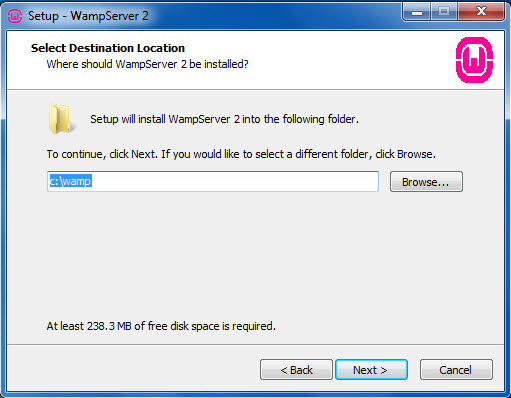 Setup - WampServer 2
Select Destination Location
Where should WampServer 2 be installed?
W
Setup will install WampServer 2 into the following folder.
To continue, click Next. If you would like to select a different folder, click Browse.
c:\wamp
Browse...
At least 238.3 MB of free disk space is required.
< Back
Next >
Cancel